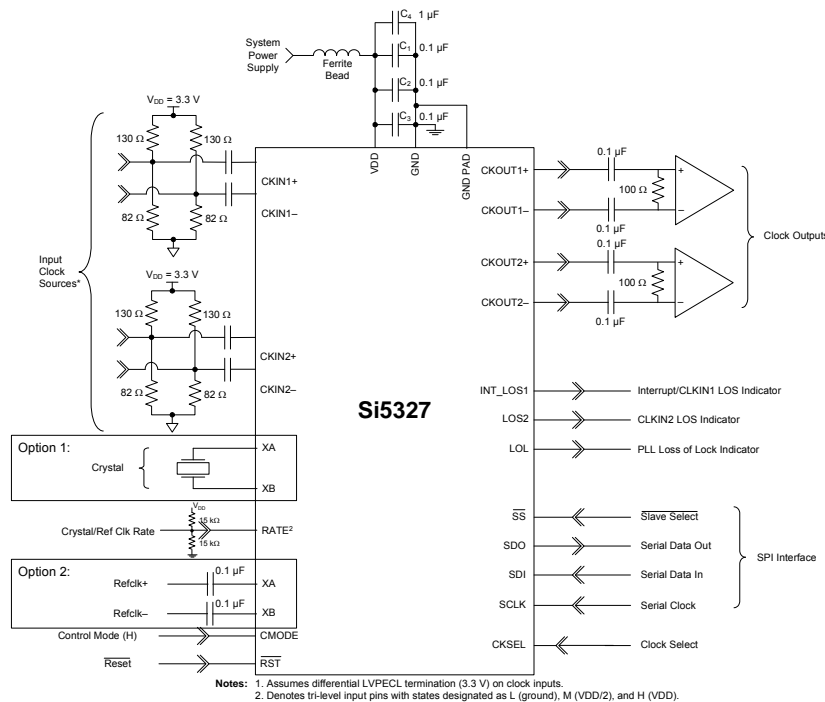 C4 1 µF
System
Power
Supply
Ferrite
Bead
C1 0.1 µF
C2 0.1 µF
C3 0.1 µF
VDD
GND
GND PAD
VDD = 3.3 V
130 Ω
130 Ω
CKIN1+
CKIN1–
82 Ω
82 Ω
Input
Clock
Sources*
VDD = 3.3 V
130 Ω
130 Ω
CKIN2+
CKIN2–
82 Ω
82 Ω
Option 1:
Crystal
XA
XB
VDD
15 kΩ
Crystal/Ref Clk Rate
RATE2
15 kΩ
Option 2:
Refclk+
0.1 µF
XA
Refclk–
0.1 µF
XB
Control Mode (H)
CMODE
Reset
RST
Si5327
CKOUT1+
0.1 µF
100 Ω
+
–
CKOUT1–
0.1 µF
Clock Outputs
CKOUT2+
0.1 µF
100 Ω
+
–
CKOUT2–
0.1 µF
INT_LOS1
Interrupt/CLKIN1 LOS Indicator
LOS2
CLKIN2 LOS Indicator
LOL
PLL Loss of Lock Indicator
SS
Slave Select
SDO
Serial Data Out
SDI
Serial Data In
SCLK
Serial Clock
SPI Interface
CKSEL
Clock Select
Notes: 1. Assumes differential LVPECL termination (3.3 V) on clock inputs.
2. Denotes tri-level input pins with states designated as L (ground), M (VDD/2), and H (VDD).